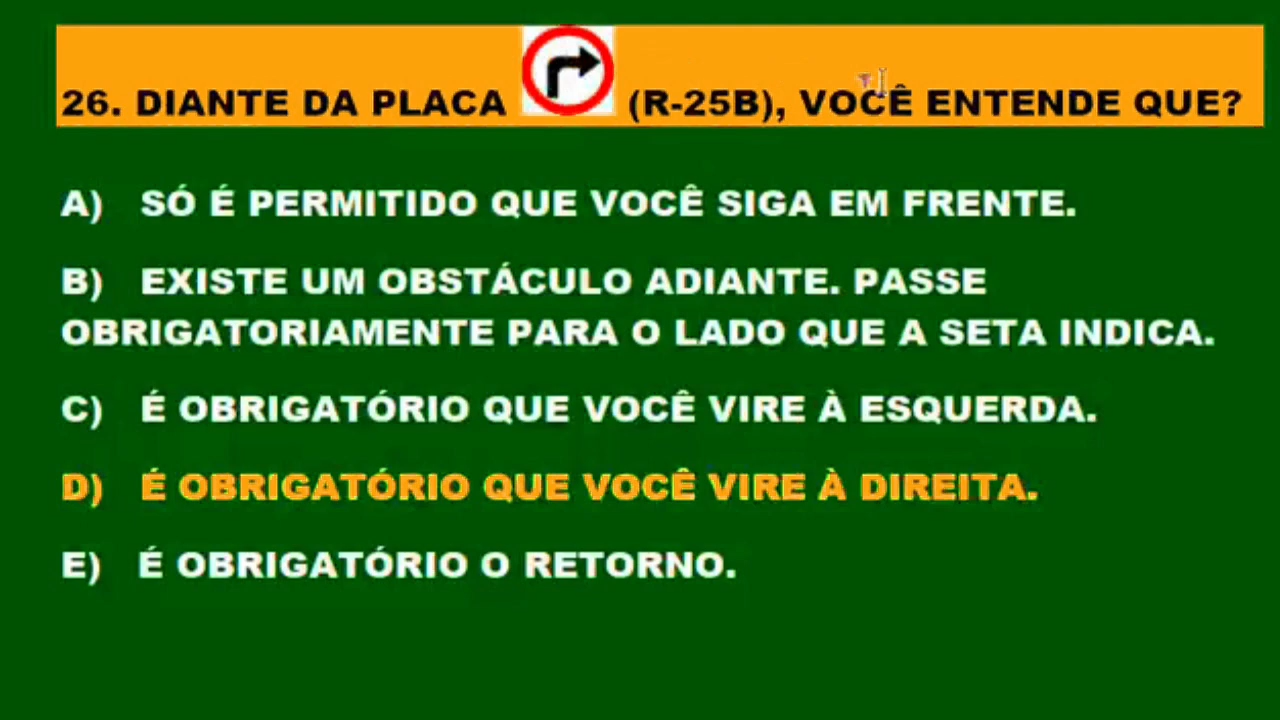 26. DIANTE DA PLACA (R-25B), VOCÊ ENTENDE QUE?
A) SÓ É PERMITIDO QUE VOCÊ SIGA EM FRENTE.
B) EXISTE UM OBSTÁCULO ADIANTE. PASSE
OBRIGATORIAMENTE PARA O LADO QUE A SETA INDICA.
C) É OBRIGATÓRIO QUE VOCÊ VIRE À ESQUERDA.
D) É OBRIGATÓRIO QUE VOCÊ VIRE À DIREITA.
E) É OBRIGATÓRIO O RETORNO.